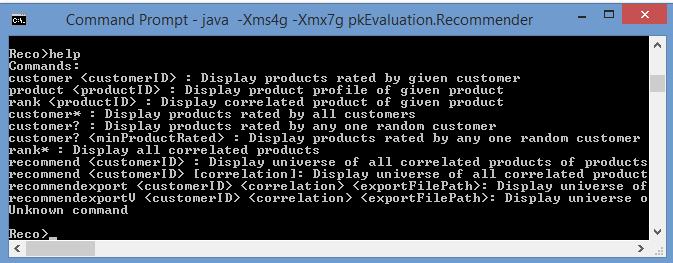 Command Prompt - java -Xms4g -Xmx7g pkEvaluation.Recommender
Reco>help
Commands:
customer <customerID> : Display products rated by given customer
product <productID> : Display product profile of given product
rank <productID> : Display correlated product of given product
customer* : Display products rated by all customers
customer? : Display products rated by any one random customer
customer? <minProductRated> : Display products rated by any one random customer
rank* : Display all correlated products
recommend <customerID> : Display universe of all correlated products of products
recommend <customerID> [correlation]: Display universe of all correlated product
recommendexport <customerID> <correlation> <exportFilePath>: Display universe of
recommendexportV <customerID> <correlation> <exportFilePath>: Display universe o
Unknown command
Reco>_